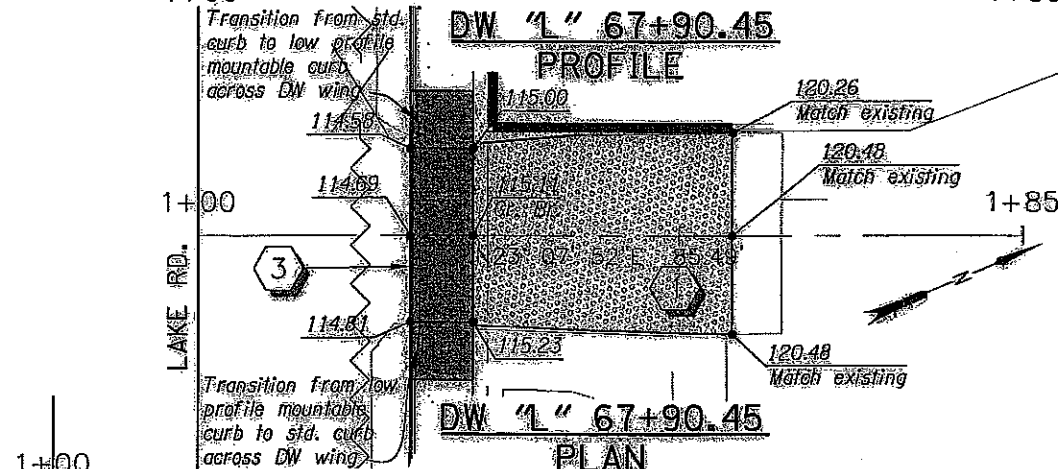 Transition from std.
curb to low profile
mountable curb
across DW wing
DW "L" 67+90.45
PROFILE
115.00
120.26
Match existing
114.58
120.48
Match existing
114.69
115.11
GR. BK.
1+00
1+85
LAKE RD.
3
1
N
114.81
115.23
120.48
Match existing
Transition from low
profile mountable
curb to std. curb
across DW wing
DW "L" 67+90.45
PLAN
1+00